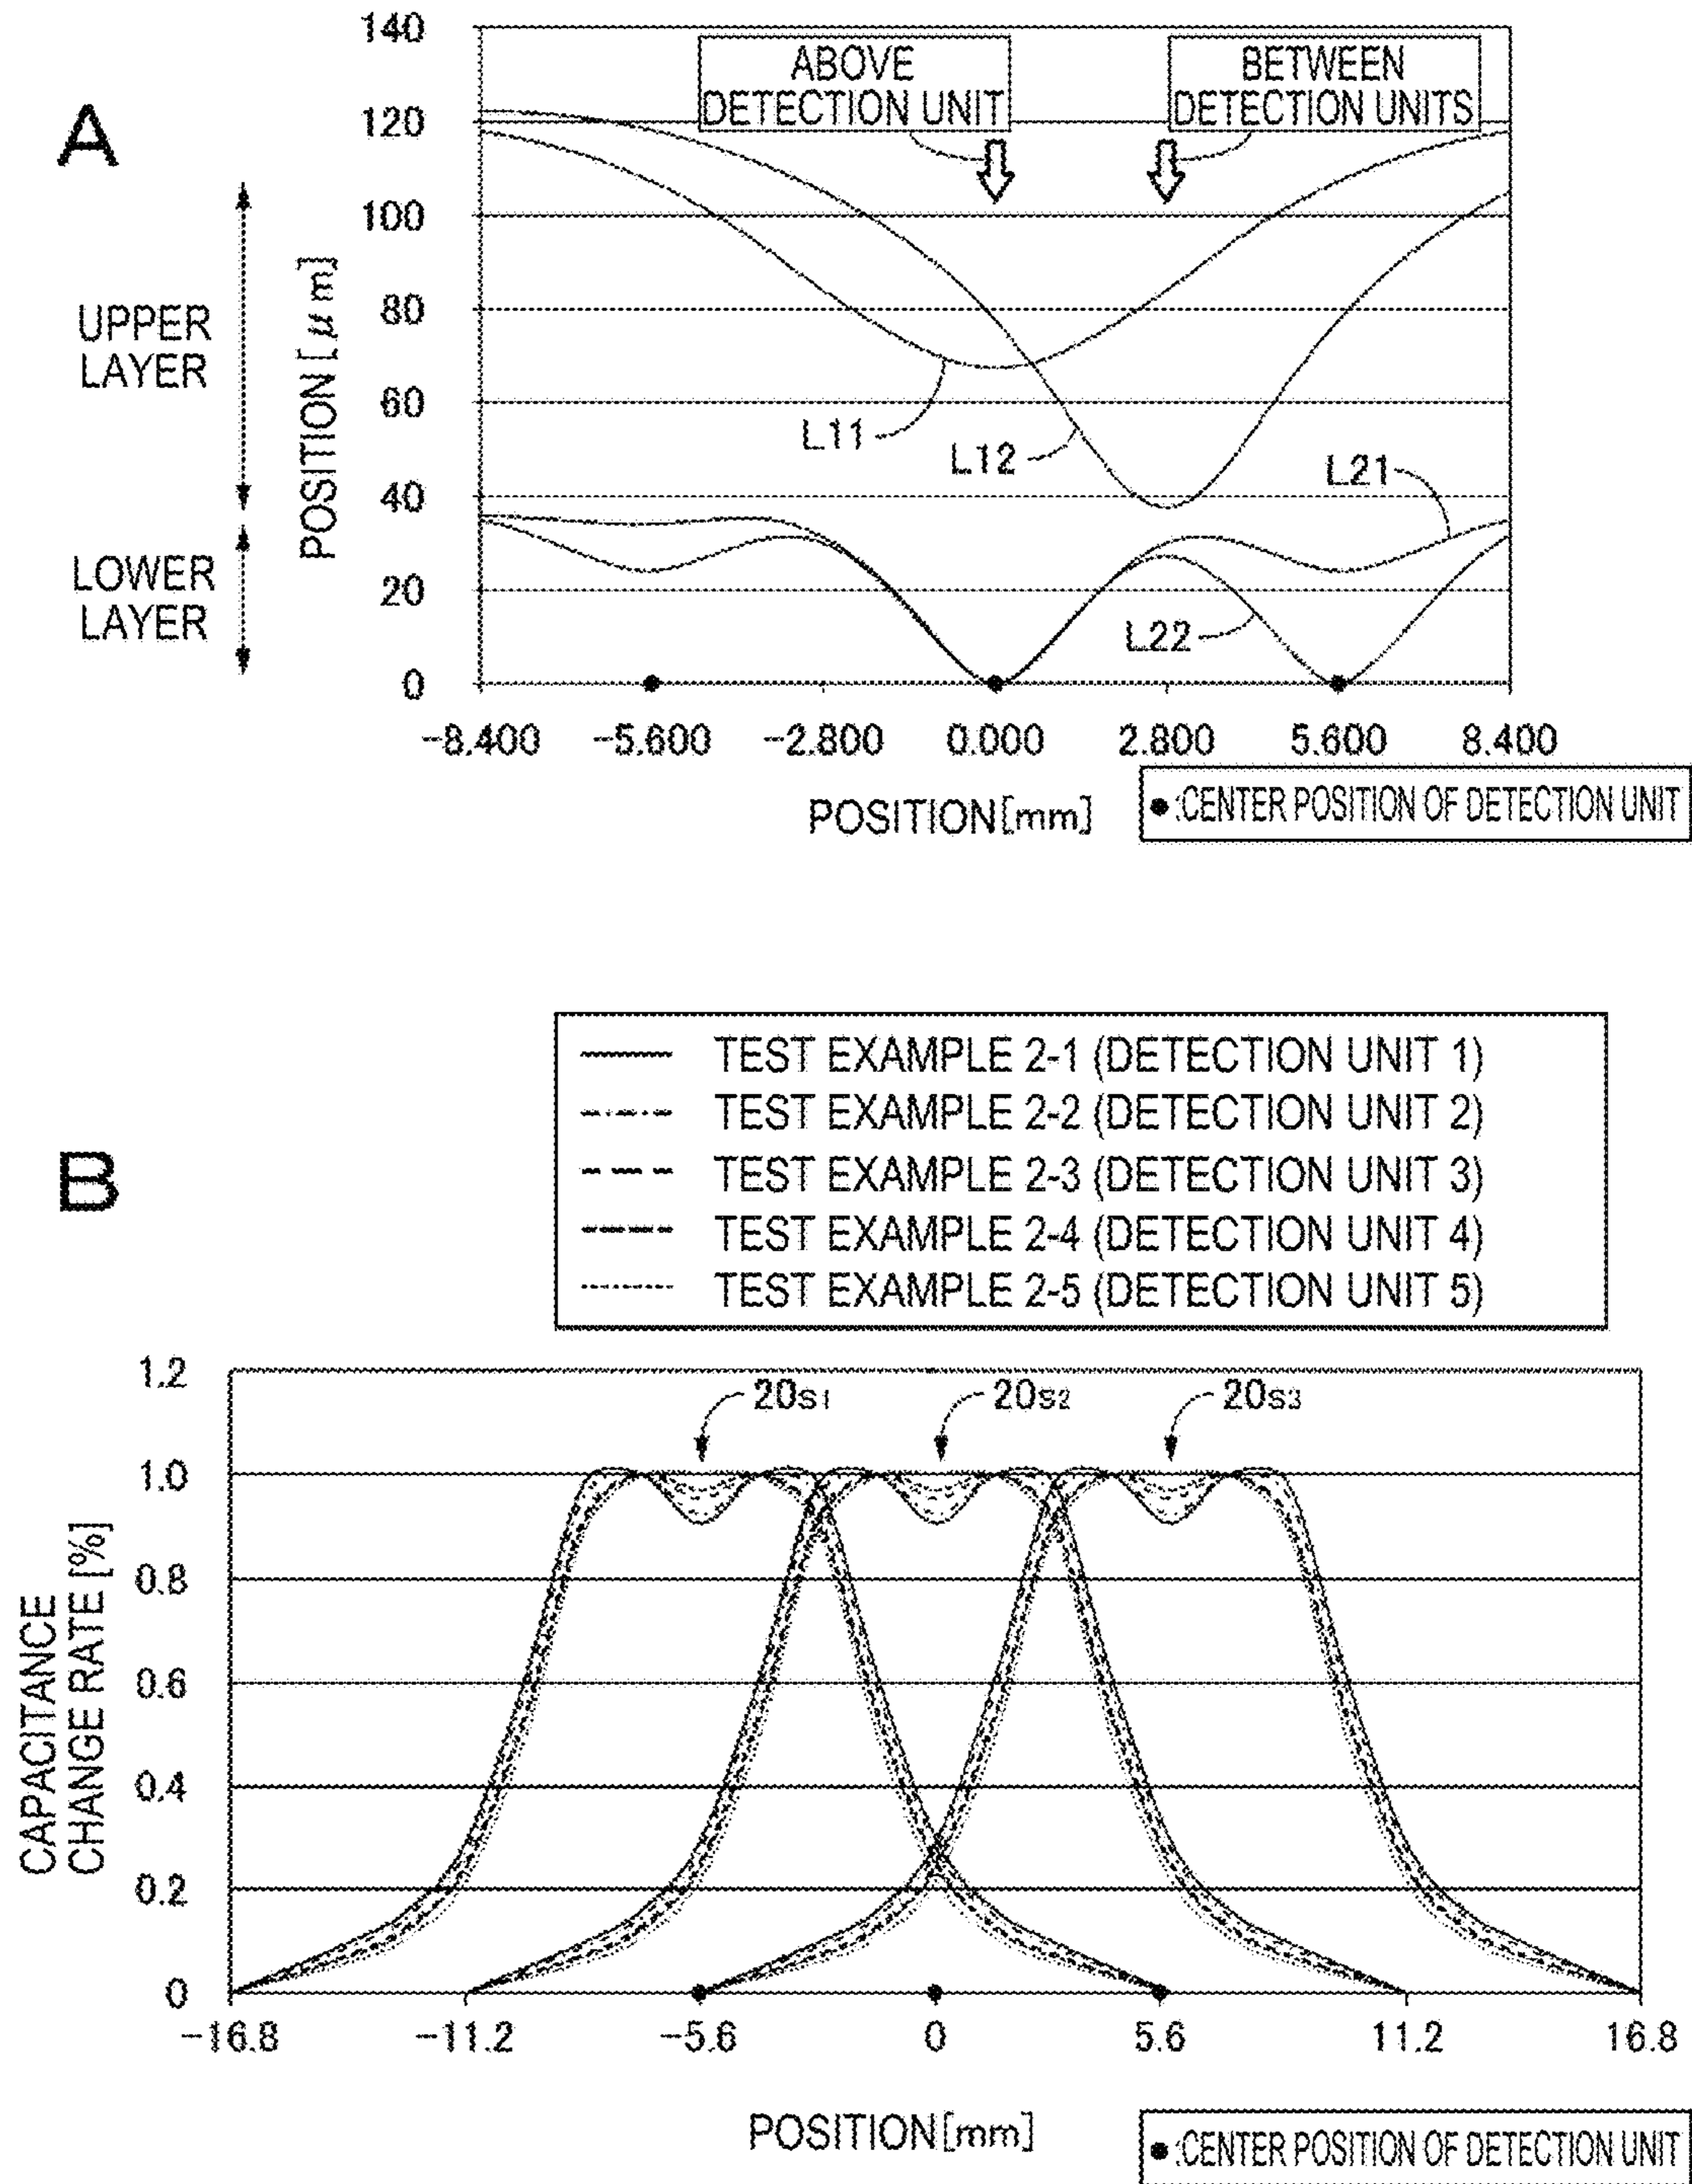 A
140
120
100
80
60
40
20
0
ABOVE
DETECTION UNIT
BETWEEN
DETECTION UNITS
UPPER
LAYER
LOWER
LAYER
POSITION [μm]
L11
L12
L21
L22
-8.400 -5.600 -2.800 0.000 2.800 5.600 8.400
POSITION[mm]
●:CENTER POSITION OF DETECTION UNIT
B
TEST EXAMPLE 2-1 (DETECTION UNIT 1)
TEST EXAMPLE 2-2 (DETECTION UNIT 2)
TEST EXAMPLE 2-3 (DETECTION UNIT 3)
TEST EXAMPLE 2-4 (DETECTION UNIT 4)
TEST EXAMPLE 2-5 (DETECTION UNIT 5)
1.2
1.0
0.8
0.6
0.4
0.2
0
20s1 20s2 20s3
CAPACITANCE
CHANGE RATE [%]
-16.8 -11.2 -5.6 0 5.6 11.2 16.8
POSITION[mm]
●:CENTER POSITION OF DETECTION UNIT